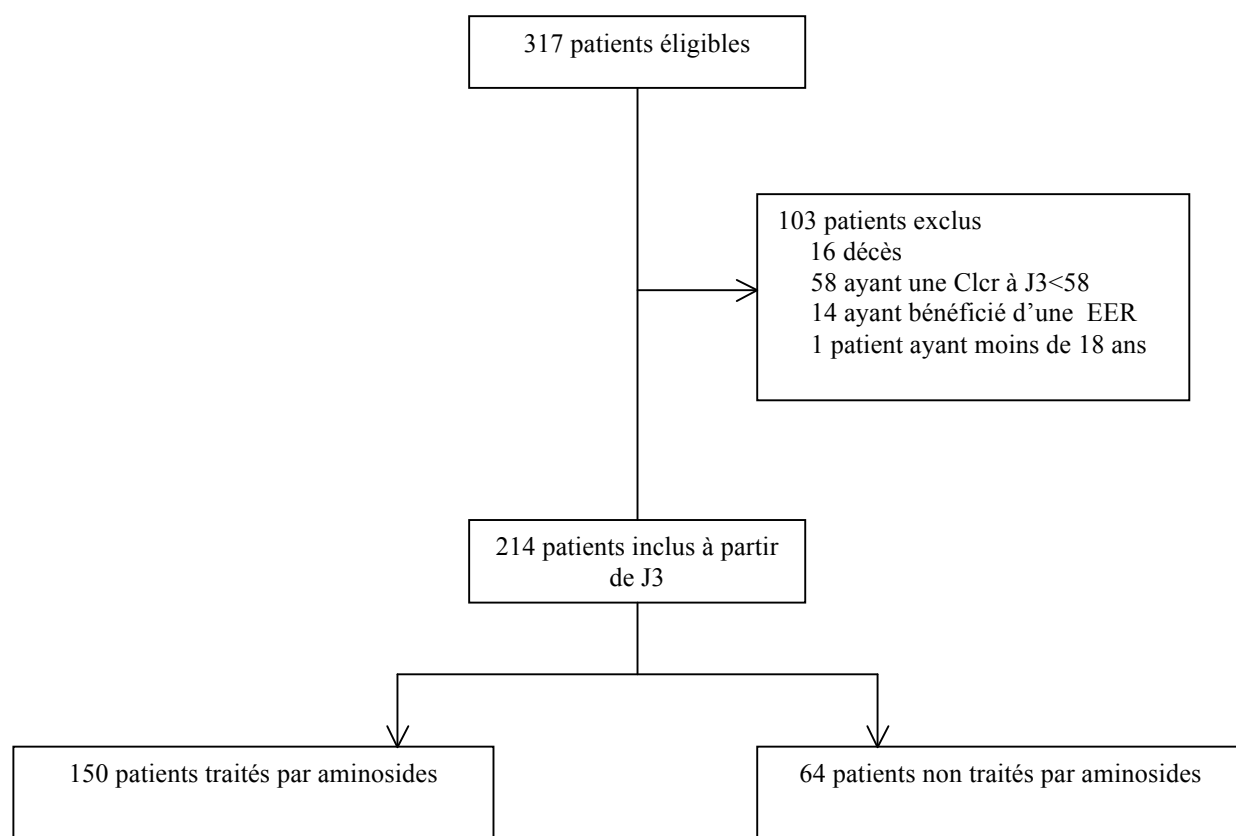 317 patients éligibles
103 patients exclus
16 décès
58 ayant une Clcr à J3<58
14 ayant bénéficié d’une EER
1 patient ayant moins de 18 ans
214 patients inclus à partir
de J3
150 patients traités par aminosides
64 patients non traités par aminosides